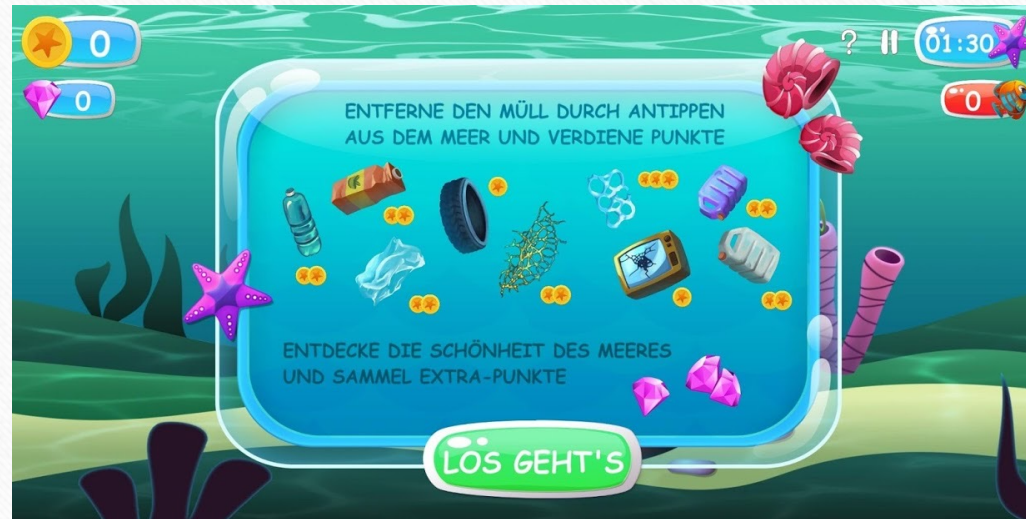 0
? 01:30
0
0
ENTFERNE DEN MÜLL DURCH ANTIPPEN
AUS DEM MEER UND VERDIENE PUNKTE
ENTDECKE DIE SCHÖNHEIT DES MEERES
UND SAMMEL EXTRA-PUNKTE
LOS GEHT'S